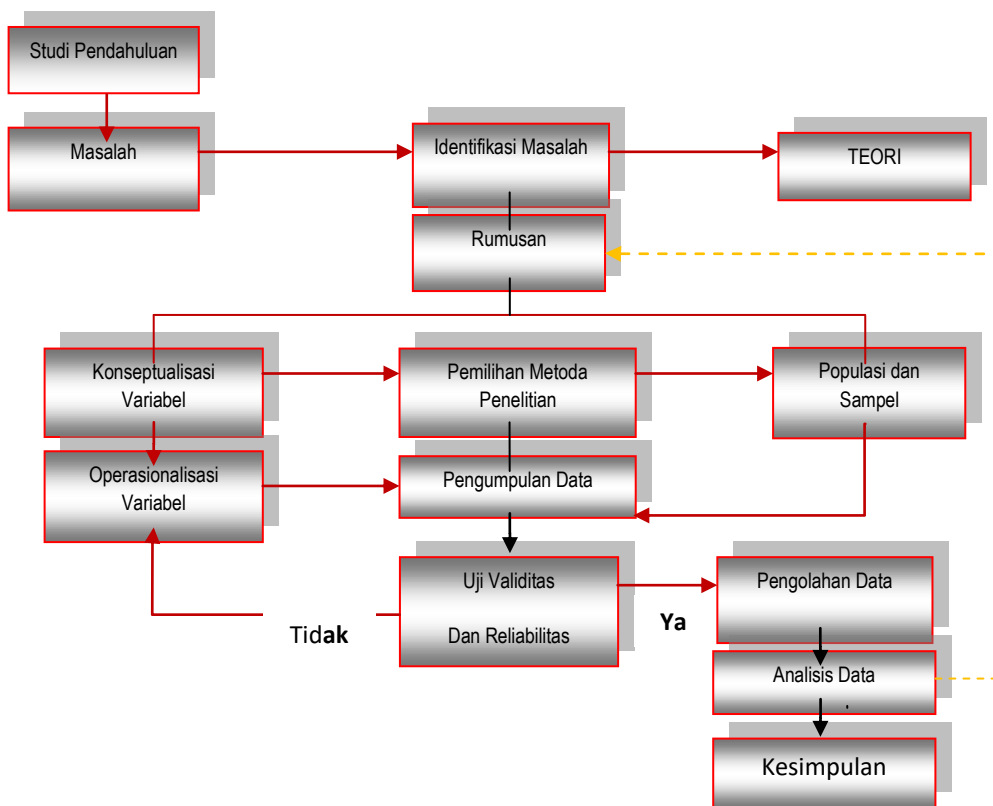 Studi Pendahuluan
Masalah
Identifikasi Masalah
TEORI
Rumusan
Konseptualisasi
Variabel
Pemilihan Metoda
Penelitian
Populasi dan
Sampel
Operasionalisasi
Variabel
Pengumpulan Data
Uji Validitas
Dan Reliabilitas
Pengolahan Data
Tidak
Ya
Analisis Data
.
Kesimpulan